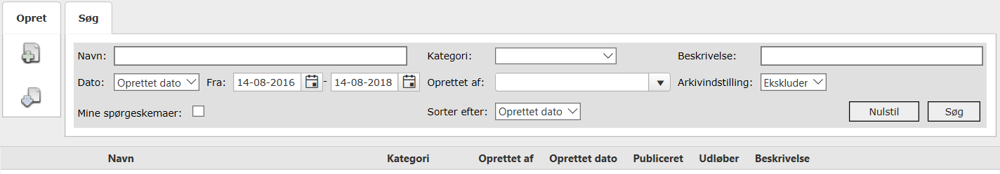 Opret Søg
Navn: Kategori: Beskrivelse:
Dato: Oprettet dato Fra: 14-08-2016 - 14-08-2018 Oprettet af: Arkivindstilling: Ekskluder
Mine spørgeskemaer: Sorter efter: Oprettet dato Nulstil Søg
Navn Kategori Oprettet af Oprettet dato Publiceret Udløber Beskrivelse